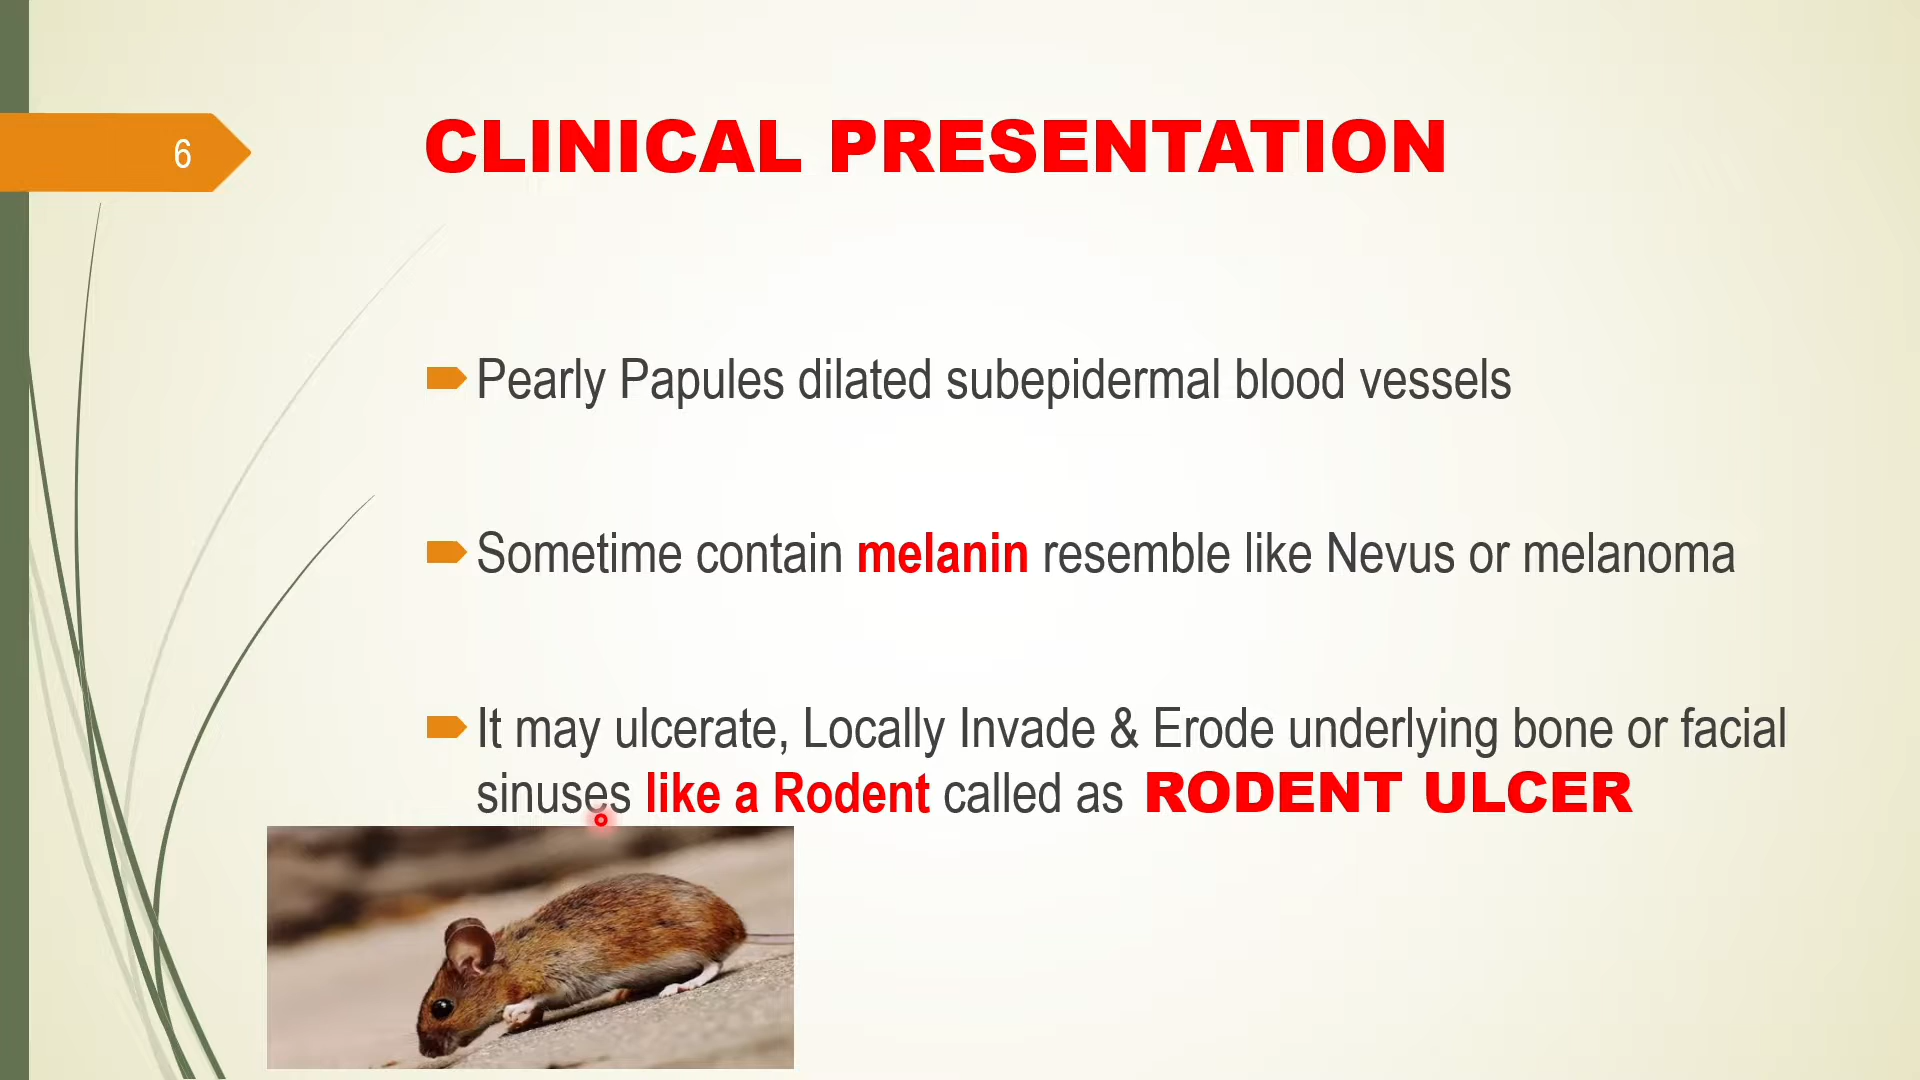 6
CLINICAL PRESENTATION
Pearly Papules dilated subepidermal blood vessels
Sometime contain melanin resemble like Nevus or melanoma
It may ulcerate, Locally Invade & Erode underlying bone or facial
sinuses like a Rodent called as RODENT ULCER